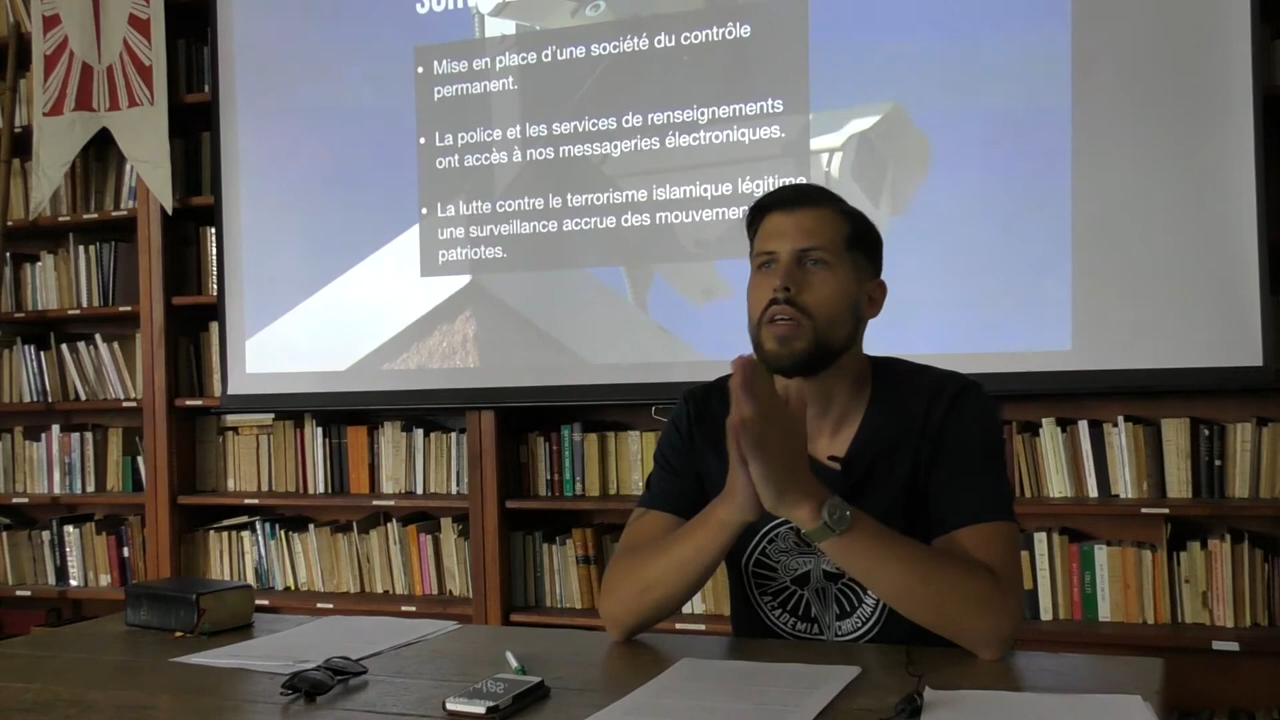 • Mise en place d'une société du contrôle
permanent.
• La police et les services de renseignements
ont accès à nos messageries électroniques.
• La lutte contre le terrorisme islamique légitime
une surveillance accrue des
patriotes.
ACADEMIA CHRISTIANA